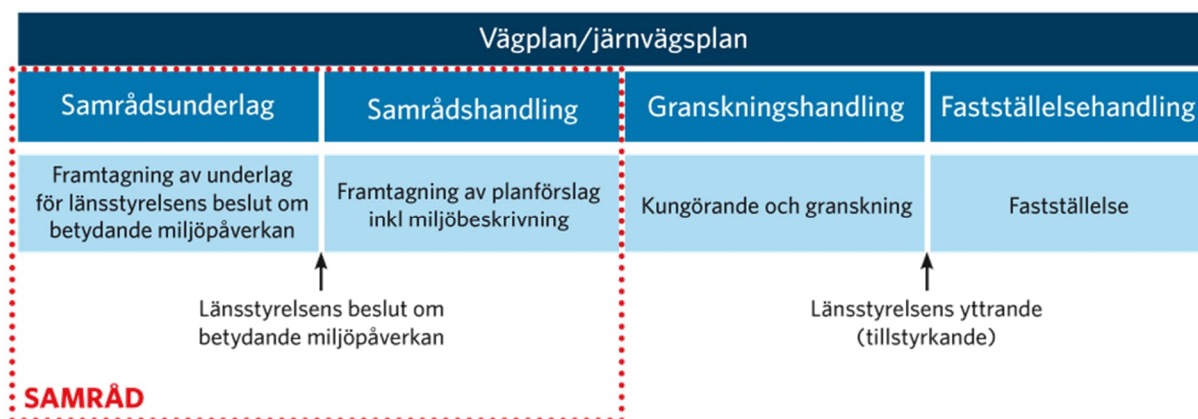 Vägplan/järnvägsplan
Samrådsunderlag
Samrådshandling
Granskningshandling
Fastställelsehandling
Framtagning av underlag
för länsstyrelsens beslut om
betydande miljöpåverkan
Framtagning av planförslag
inkl miljöbeskrivning
Kungörande och granskning
Fastställelse
Länsstyrelsens beslut om
betydande miljöpåverkan
Länsstyrelsens yttrande
(tillstyrkande)
SAMRÅD